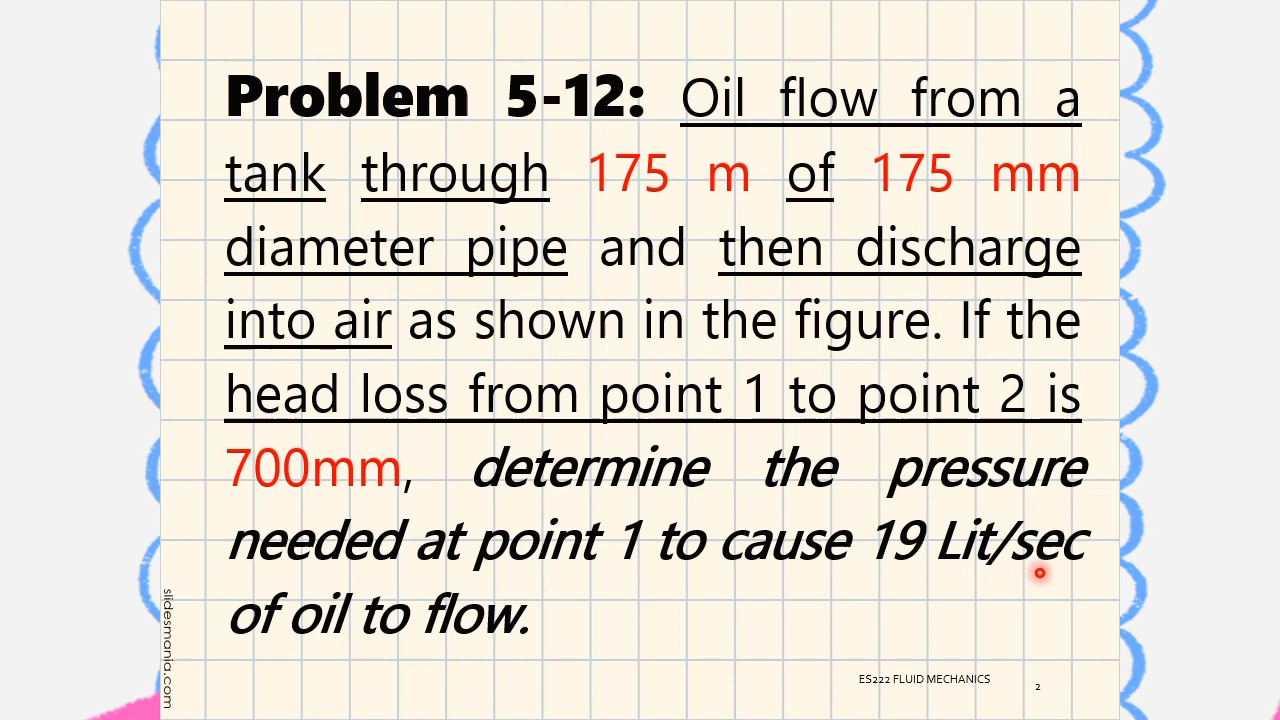 Problem 5-12: Oil flow from a
tank through 175 m of 175 mm
diameter pipe and then discharge
into air as shown in the figure. If the
head loss from point 1 to point 2 is
700mm, determine the pressure
needed at point 1 to cause 19 Lit/sec
of oil to flow.
slidesmania.com
ES222 FLUID MECHANICS
2